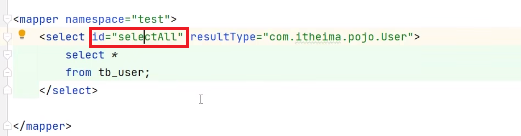 <mapper namespace="test">
<select id="selectAll" resultType="com.itheima.pojo.User">
select *
from tb_user;
</select>
</mapper>